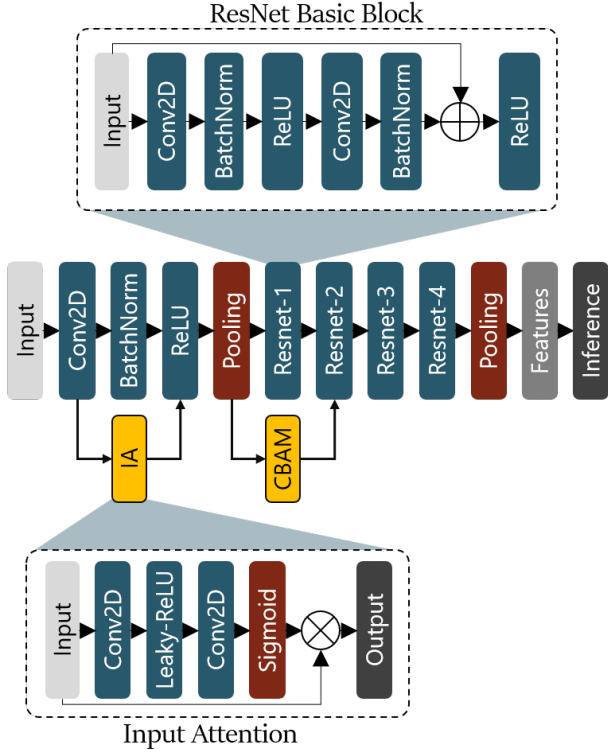 ResNet Basic Block
Input
Conv2D
BatchNorm
ReLU
Conv2D
BatchNorm
ReLU
Input
Conv2D
BatchNorm
ReLU
Pooling
Resnet-1
Resnet-2
Resnet-3
Resnet-4
Pooling
Features
Inference
IA
CBAM
Input
Conv2D
Leaky-ReLU
Conv2D
Sigmoid
Output
Input Attention